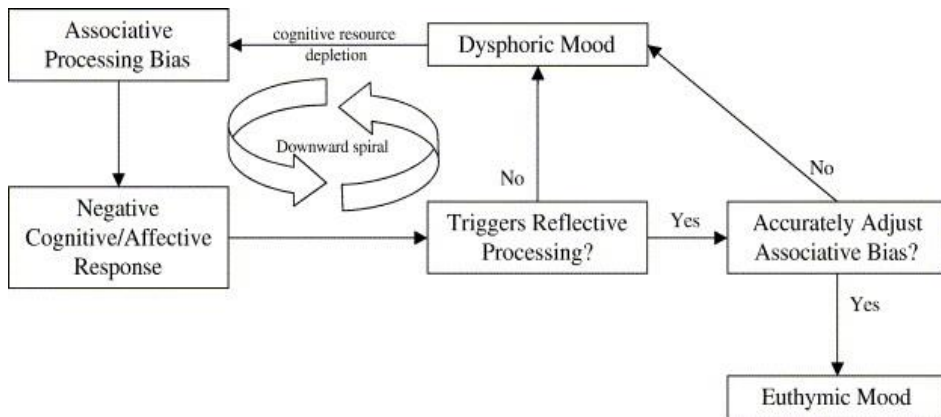 Associative
Processing Bias
cognitive resource
depletion
Dysphoric Mood
Downward spiral
No
No
Negative
Cognitive/Affective
Response
Triggers Reflective
Processing?
Yes
Accurately Adjust
Associative Bias?
Yes
Euthymic Mood